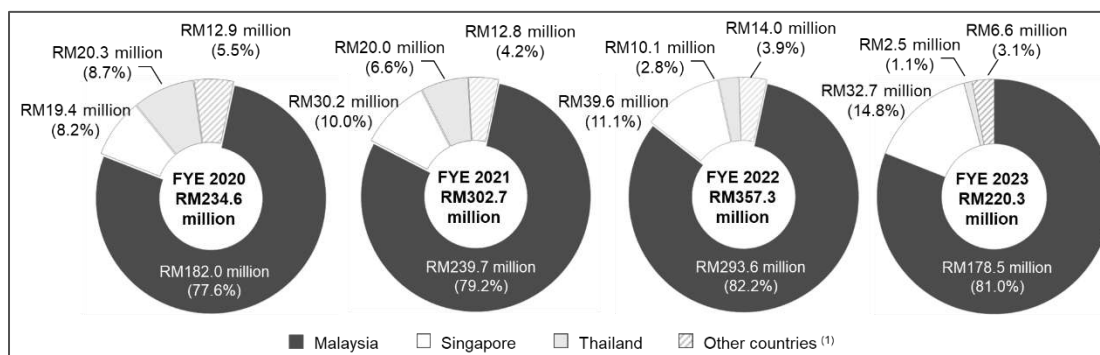 RM12.9 million
(5.5%)
RM20.3 million
(8.7%)
RM19.4 million
(8.2%)
FYE 2020
RM234.6
million
RM182.0 million
(77.6%)
RM12.8 million
(4.2%)
RM20.0 million
(6.6%)
RM30.2 million
(10.0%)
FYE 2021
RM302.7
million
RM239.7 million
(79.2%)
RM14.0 million
(3.9%)
RM10.1 million
(2.8%)
RM39.6 million
(11.1%)
FYE 2022
RM357.3
million
RM293.6 million
(82.2%)
RM6.6 million
(3.1%)
RM2.5 million
(1.1%)
RM32.7 million
(14.8%)
FYE 2023
RM220.3
million
RM178.5 million
(81.0%)
Malaysia Singapore Thailand Other countries (1)